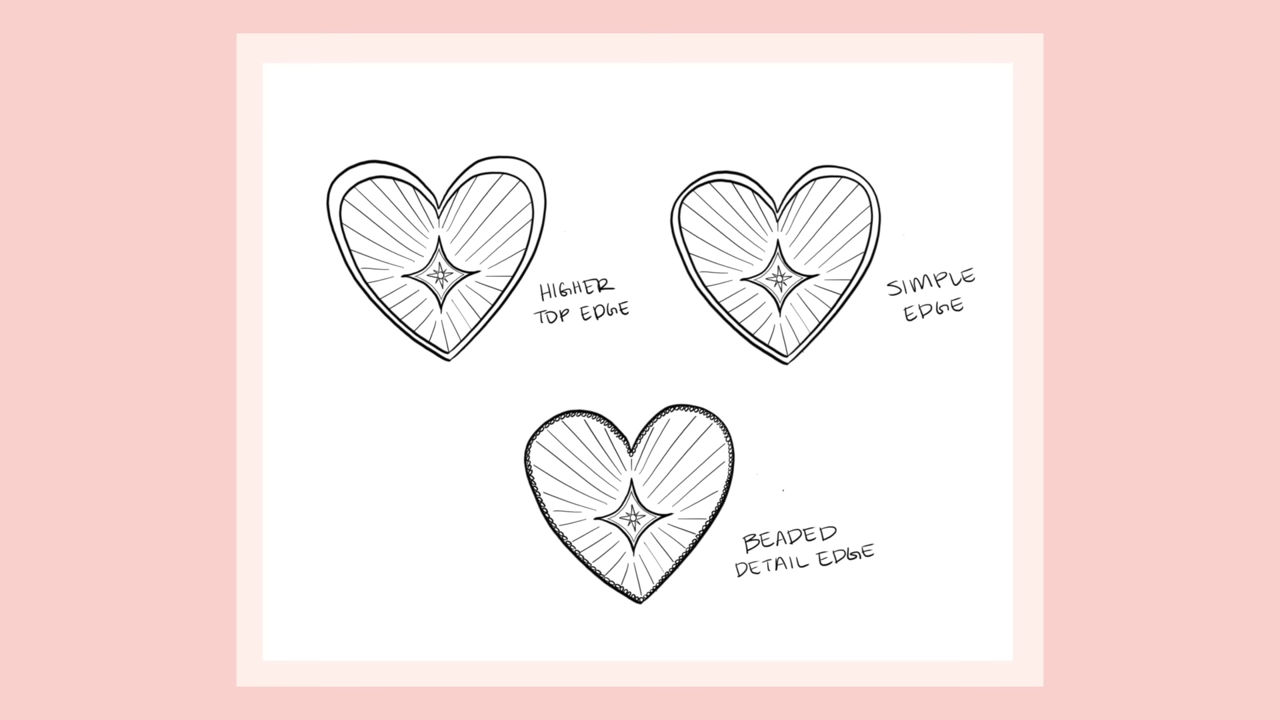 HIGHER
TOP EDGE
SIMPLE
EDGE
BEADED
DETAIL EDGE